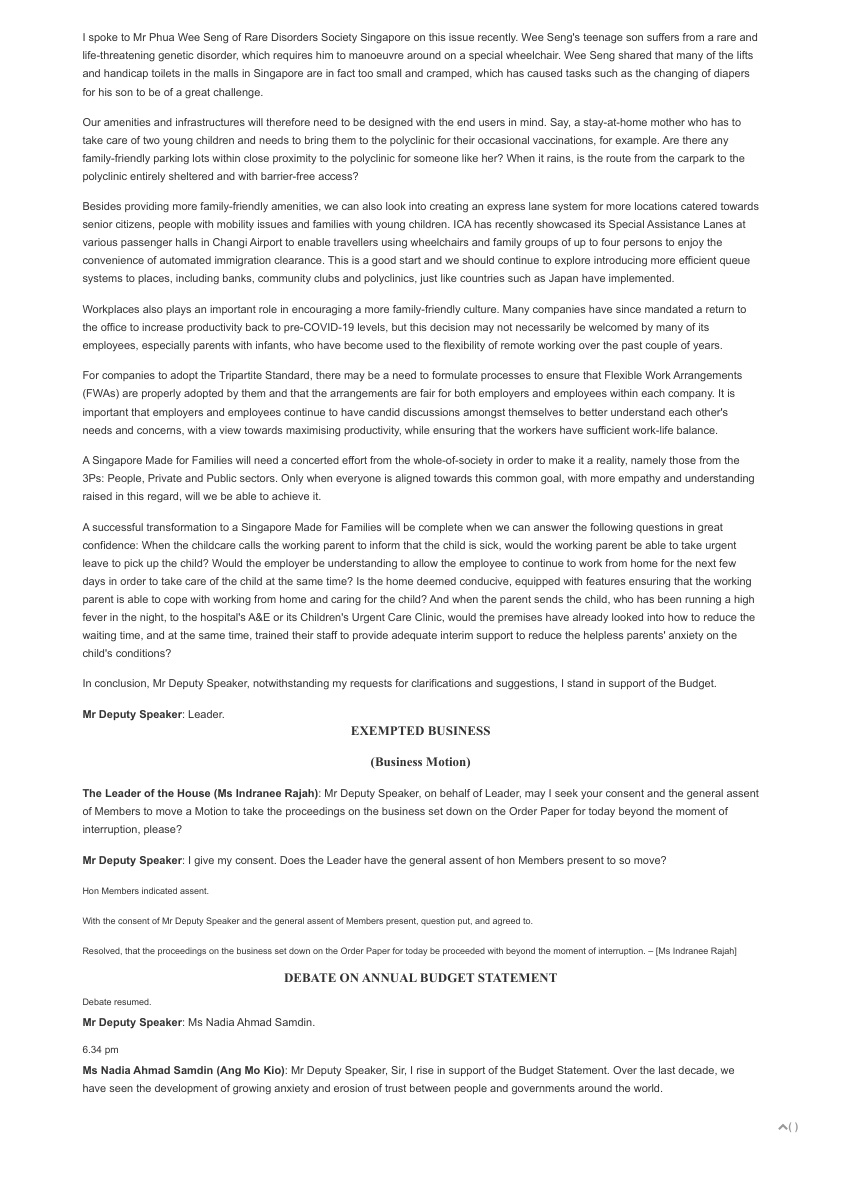 I spoke to Mr Phua Wee Seng of Rare Disorders Society Singapore on this issue recently. Wee Seng's teenage son suffers from a rare and
life-threatening genetic disorder, which requires him to manoeuvre around on a special wheelchair. Wee Seng shared that many of the lifts
and handicap toilets in the malls in Singapore are in fact too small and cramped, which has caused tasks such as the changing of diapers
for his son to be of a great challenge.
Our amenities and infrastructures will therefore need to be designed with the end users in mind. Say, a stay-at-home mother who has to
take care of two young children and needs to bring them to the polyclinic for their occasional vaccinations, for example. Are there any
family-friendly parking lots within close proximity to the polyclinic for someone like her? When it rains, is the route from the carpark to the
polyclinic entirely sheltered and with barrier-free access?
Besides providing more family-friendly amenities, we can also look into creating an express lane system for more locations catered towards
senior citizens, people with mobility issues and families with young children. ICA has recently showcased its Special Assistance Lanes at
various passenger halls in Changi Airport to enable travellers using wheelchairs and family groups of up to four persons to enjoy the
convenience of automated immigration clearance. This is a good start and we should continue to explore introducing more efficient queue
systems to places, including banks, community clubs and polyclinics, just like countries such as Japan have implemented.
Workplaces also plays an important role in encouraging a more family-friendly culture. Many companies have since mandated a return to
the office to increase productivity back to pre-COVID-19 levels, but this decision may not necessarily be welcomed by many of its
employees, especially parents with infants, who have become used to the flexibility of remote working over the past couple of years.
For companies to adopt the Tripartite Standard, there may be a need to formulate processes to ensure that Flexible Work Arrangements
(FWAs) are properly adopted by them and that the arrangements are fair for both employers and employees within each company. It is
important that employers and employees continue to have candid discussions amongst themselves to better understand each other's
needs and concerns, with a view towards maximising productivity, while ensuring that the workers have sufficient work-life balance.
A Singapore Made for Families will need a concerted effort from the whole-of-society in order to make it a reality, namely those from the
3Ps: People, Private and Public sectors. Only when everyone is aligned towards this common goal, with more empathy and understanding
raised in this regard, will we be able to achieve it.
A successful transformation to a Singapore Made for Families will be complete when we can answer the following questions in great
confidence: When the childcare calls the working parent to inform that the child is sick, would the working parent be able to take urgent
leave to pick up the child? Would the employer be understanding to allow the employee to continue to work from home for the next few
days in order to take care of the child at the same time? Is the home deemed conducive, equipped with features ensuring that the working
parent is able to cope with working from home and caring for the child? And when the parent sends the child, who has been running a high
fever in the night, to the hospital's A&E or its Children's Urgent Care Clinic, would the premises have already looked into how to reduce the
waiting time, and at the same time, trained their staff to provide adequate interim support to reduce the helpless parents' anxiety on the
child's conditions?
In conclusion, Mr Deputy Speaker, notwithstanding my requests for clarifications and suggestions, I stand in support of the Budget.
Mr Deputy Speaker: Leader.
EXEMPTED BUSINESS
(Business Motion)
The Leader of the House (Ms Indranee Rajah): Mr Deputy Speaker, on behalf of Leader, may I seek your consent and the general assent
of Members to move a Motion to take the proceedings on the business set down on the Order Paper for today beyond the moment of
interruption, please?
Mr Deputy Speaker: I give my consent. Does the Leader have the general assent of hon Members present to so move?
Hon Members indicated assent.
With the consent of Mr Deputy Speaker and the general assent of Members present, question put, and agreed to.
Resolved, that the proceedings on the business set down on the Order Paper for today be proceeded with beyond the moment of interruption. – [Ms Indranee Rajah]
DEBATE ON ANNUAL BUDGET STATEMENT
Debate resumed.
Mr Deputy Speaker: Ms Nadia Ahmad Samdin.
6.34 pm
Ms Nadia Ahmad Samdin (Ang Mo Kio): Mr Deputy Speaker, Sir, I rise in support of the Budget Statement. Over the last decade, we
have seen the development of growing anxiety and erosion of trust between people and governments around the world.
( )